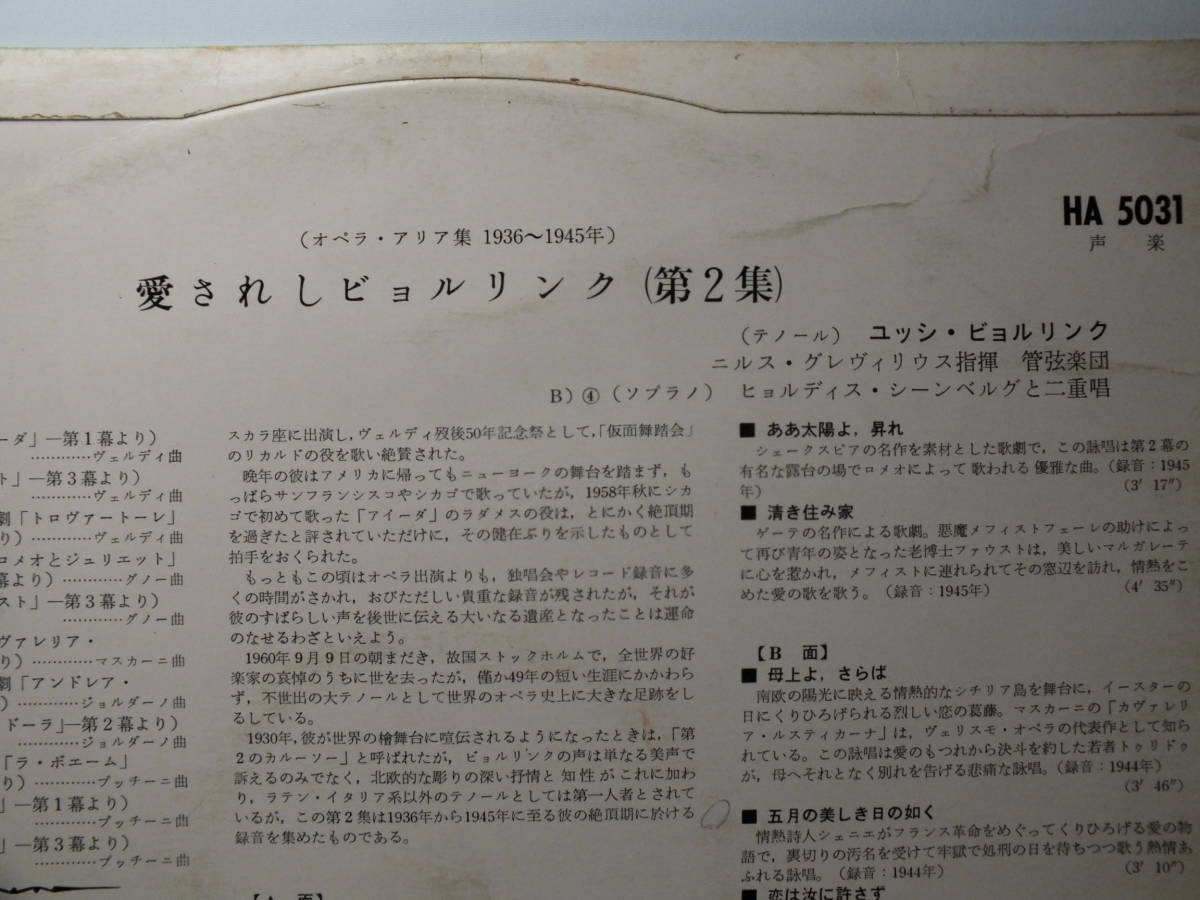 HA 5031
声 楽
(オペラ・アリア集 1936〜1945年)
愛されしビョルリンク(第2集)
(テノール) ユッシ・ビョルリンク
ニルス・グレヴィリウス指揮 管弦楽団
B) ④ (ソプラノ) ヒョルディス・シーンベルグと二重唱
ーダ」—第1幕より)
…………ヴェルディ曲
ト」—第3幕より)
…………ヴェルディ曲
劇「トロヴァートーレ」
り) …………ヴェルディ曲
ロメオとジュリエット」
幕より) …………グノー曲
スト」—第3幕より)
…………グノー曲
ヴァレリア・
り) …………マスカーニ曲
劇「アンドレア・
) …………ジョルダーノ曲
ドーラ」—第2幕より)
…………ジョルダーノ曲
「ラ・ボエーム」
り) …………プッチーニ曲
」—第1幕より)
…………プッチーニ曲
」—第3幕より)
…………プッチーニ曲
スカラ座に出演し,ヴェルディ歿後50年記念祭として,「仮面舞踏会」
のリカルドの役を歌い絶賛された。
晩年の彼はアメリカに帰ってもニューヨークの舞台を踏まず,も
っぱらサンフランシスコやシカゴで歌っていたが,1958年秋にシカ
ゴで初めて歌った「アイーダ」のラダメスの役は,とにかく絶頂期
を過ぎたと評されていただけに,その健在ぶりを示したものとして
拍手をおくられた。
もっともこの頃はオペラ出演よりも,独唱会やレコード録音に多
くの時間がさかれ,おびただしい貴重な録音が残されたが,それが
彼のすばらしい声を後世に伝える大いなる遺産となったことは運命
のなせるわざといえよう。
1960年9月9日の朝まだき,故国ストックホルムで,全世界の好
楽家の哀悼のうちに世を去ったが,僅か49年の短い生涯にかかわら
ず,不世出の大テノールとして世界のオペラ史上に大きな足跡をし
るしている。
1930年,彼が世界の檜舞台に喧伝されるようになったときは,「第
2のカルーソー」と呼ばれたが,ビョルリンクの声は単なる美声で
訴えるのみでなく,北欧的な彫りの深い抒情と知性がこれに加わ
り,ラテン・イタリア系以外のテノールとしては第一人者とされて
いるが,この第2集は1936年から1945年に至る彼の絶頂期に於ける
録音を集めたものである。
【A 面】
■ ああ太陽よ,昇れ
シェークスピアの名作を素材とした歌劇で,この詠唱は第2幕の
有名な露台の場でロメオによって歌われる優雅な曲。(録音:1945
年) (3′ 17″)
■ 清き住み家
ゲーテの名作による歌劇。悪魔メフィストフェーレの助けによっ
て再び青年の姿となった老博士ファウストは,美しいマルガレーテ
に心を惹かれ,メフィストに連れられてその窓辺を訪れ,情熱をこ
めた愛の歌を歌う。(録音:1945年) (4′ 35″)
【B 面】
■ 母上よ,さらば
南欧の陽光に映える情熱的なシチリア島を舞台に,イースターの
日にくりひろげられる烈しい恋の葛藤。マスカーニの「カヴァレリ
ア・ルスティカーナ」は,ヴェリスモ・オペラの代表作として知ら
れている。この詠唱は愛のもつれから決斗を約した若者トゥリドゥ
が,母へそれとなく別れを告げる悲痛な詠唱。(録音:1944年)
(3′ 46″)
■ 五月の美しき日の如く
情熱詩人シェニエがフランス革命をめぐってくりひろげる愛の物
語で,裏切りの汚名を受けて牢獄で処刑の日を待ちつつ歌う熱情あ
ふれる詠唱。(録音:1944年) (3′ 10″)
■ 恋は汝に許さず